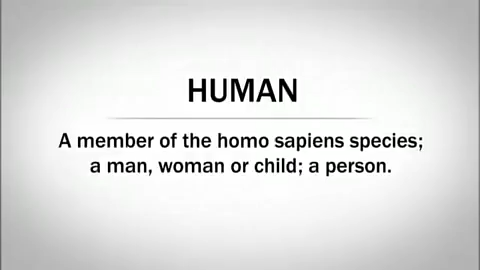 HUMAN
A member of the homo sapiens species;
a man, woman or child; a person.